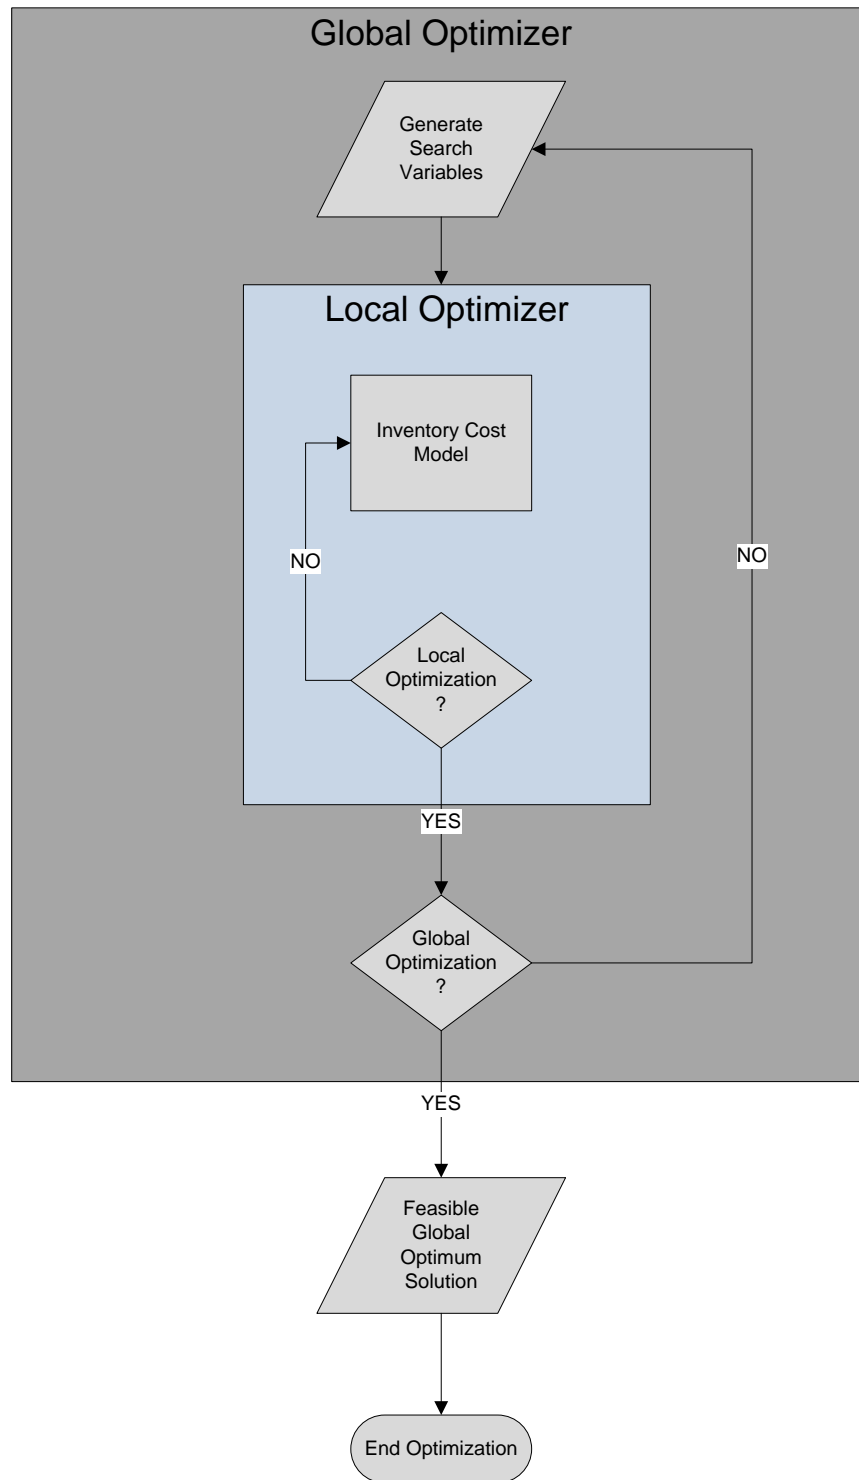 Global Optimizer
Generate
Search
Variables
Local Optimizer
Inventory Cost
Model
NO
NO
Local
Optimization
?
YES
Global
Optimization
?
YES
Feasible
Global
Optimum
Solution
End Optimization